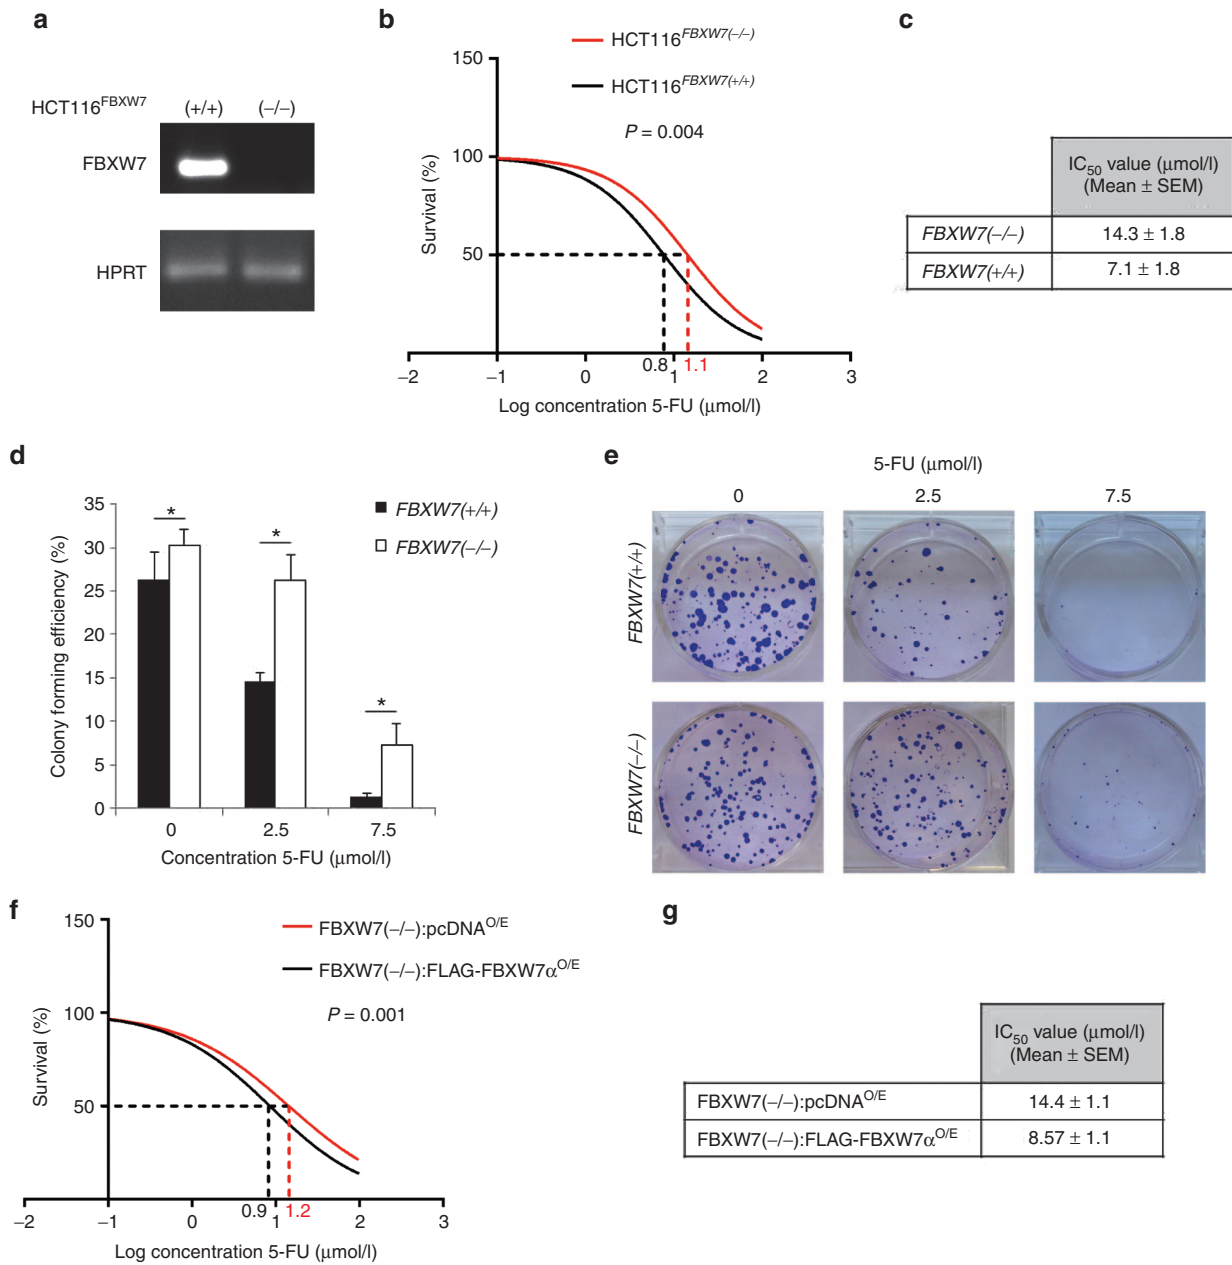 a
HCT116FBXW7 (+/+) (−/−)
FBXW7
HPRT
b
HCT116FBXW7(−/−)
HCT116FBXW7(+/+)
P = 0.004
150
100
50
Survival (%)
0.8 1.1
−2 −1 0 1 2 3
Log concentration 5-FU (μmol/l)
c
IC50 value (μmol/l)
(Mean ± SEM)
FBXW7(−/−) 14.3 ± 1.8
FBXW7(+/+) 7.1 ± 1.8
d
35
30
25
20
15
10
5
0
Colony forming efficiency (%)
* * *
FBXW7(+/+)
FBXW7(−/−)
0 2.5 7.5
Concentration 5-FU (μmol/l)
e
5-FU (μmol/l)
0 2.5 7.5
FBXW7(+/+)
FBXW7(−/−)
f
FBXW7(−/−):pcDNAO/E
FBXW7(−/−):FLAG-FBXW7αO/E
P = 0.001
150
100
50
Survival (%)
0.9 1.2
−2 −1 0 1 2 3
Log concentration 5-FU (μmol/l)
g
IC50 value (μmol/l)
(Mean ± SEM)
FBXW7(−/−):pcDNAO/E 14.4 ± 1.1
FBXW7(−/−):FLAG-FBXW7αO/E 8.57 ± 1.1